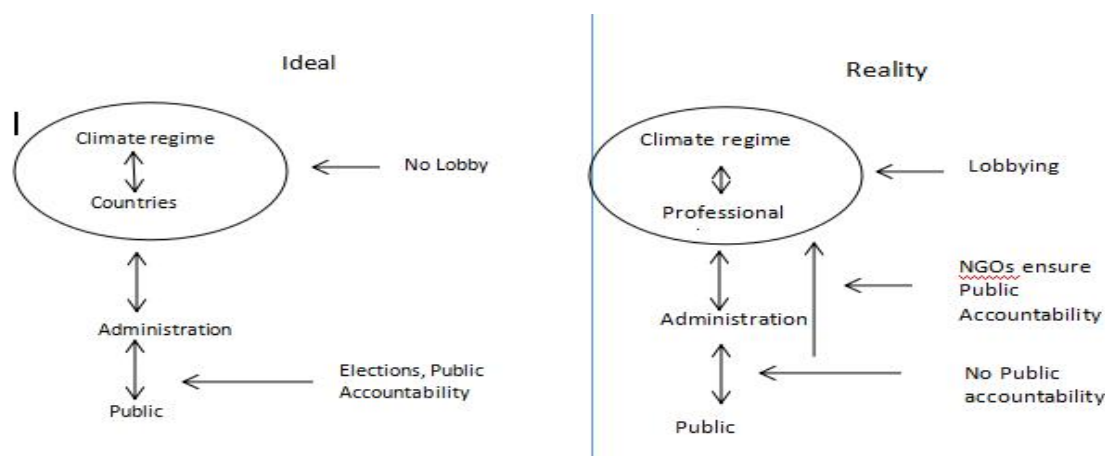 Ideal
Climate regime
Countries
No Lobby
Administration
Elections, Public
Accountability
Public
Reality
Climate regime
Professional
Lobbying
NGOs ensure
Public
Accountability
Administration
No Public
accountability
Public